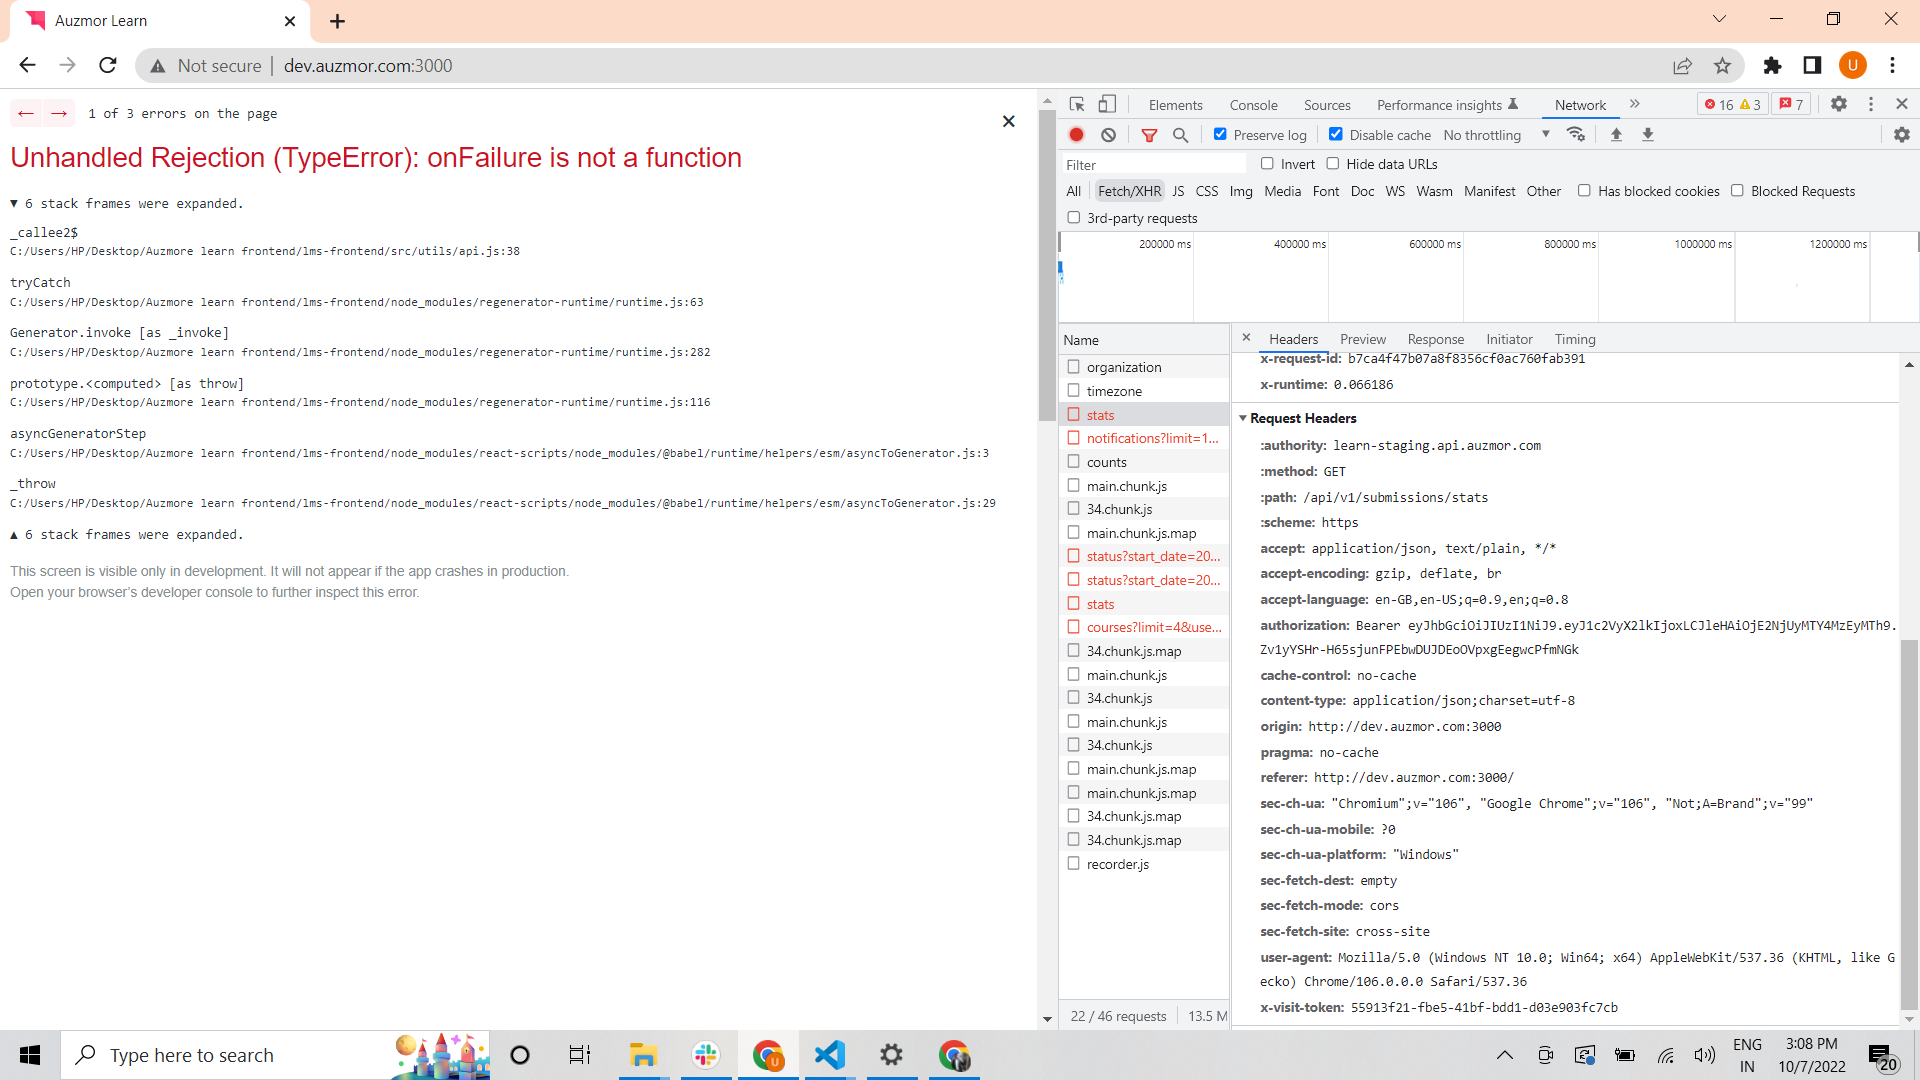 Auzmor Learn
Not secure
dev.auzmor.com:3000
U
← → 1 of 3 errors on the page
Unhandled Rejection (TypeError): onFailure is not a function
▼ 6 stack frames were expanded.
_callee2$
C:/Users/HP/Desktop/Auzmore learn frontend/lms-frontend/src/utils/api.js:38
tryCatch
C:/Users/HP/Desktop/Auzmore learn frontend/lms-frontend/node_modules/regenerator-runtime/runtime.js:63
Generator.invoke [as _invoke]
C:/Users/HP/Desktop/Auzmore learn frontend/lms-frontend/node_modules/regenerator-runtime/runtime.js:282
prototype.<computed> [as throw]
C:/Users/HP/Desktop/Auzmore learn frontend/lms-frontend/node_modules/regenerator-runtime/runtime.js:116
asyncGeneratorStep
C:/Users/HP/Desktop/Auzmore learn frontend/lms-frontend/node_modules/react-scripts/node_modules/@babel/runtime/helpers/esm/asyncToGenerator.js:3
_throw
C:/Users/HP/Desktop/Auzmore learn frontend/lms-frontend/node_modules/react-scripts/node_modules/@babel/runtime/helpers/esm/asyncToGenerator.js:29
▲ 6 stack frames were expanded.
This screen is visible only in development. It will not appear if the app crashes in production.
Open your browser's developer console to further inspect this error.
Elements Console Sources Performance insights Network » 16 3 7
Preserve log Disable cache No throttling
Filter Invert Hide data URLs
All Fetch/XHR JS CSS Img Media Font Doc WS Wasm Manifest Other Has blocked cookies Blocked Requests
3rd-party requests
200000 ms 400000 ms 600000 ms 800000 ms 1000000 ms 1200000 ms
Name
organization
timezone
stats
notifications?limit=1...
counts
main.chunk.js
34.chunk.js
main.chunk.js.map
status?start_date=20...
status?start_date=20...
stats
courses?limit=4&use...
34.chunk.js.map
main.chunk.js
34.chunk.js
main.chunk.js
34.chunk.js
main.chunk.js.map
main.chunk.js.map
34.chunk.js.map
34.chunk.js.map
recorder.js
22 / 46 requests 13.5 M
Headers Preview Response Initiator Timing
x-request-id: b7ca4f47b07a8f8356cf0ac760fab391
x-runtime: 0.066186
Request Headers
:authority: learn-staging.api.auzmor.com
:method: GET
:path: /api/v1/submissions/stats
:scheme: https
accept: application/json, text/plain, */*
accept-encoding: gzip, deflate, br
accept-language: en-GB,en-US;q=0.9,en;q=0.8
authorization: Bearer eyJhbGciOiJIUzI1NiJ9.eyJ1c2VyX2lkIjoxLCJleHAiOjE2NjUyMTY4MzEyMTh9.
Zv1yYSHr-H65sjunFPEbwDUJDEoOVpxgEegwcPfmNGk
cache-control: no-cache
content-type: application/json;charset=utf-8
origin: http://dev.auzmor.com:3000
pragma: no-cache
referer: http://dev.auzmor.com:3000/
sec-ch-ua: "Chromium";v="106", "Google Chrome";v="106", "Not;A=Brand";v="99"
sec-ch-ua-mobile: ?0
sec-ch-ua-platform: "Windows"
sec-fetch-dest: empty
sec-fetch-mode: cors
sec-fetch-site: cross-site
user-agent: Mozilla/5.0 (Windows NT 10.0; Win64; x64) AppleWebKit/537.36 (KHTML, like G
ecko) Chrome/106.0.0.0 Safari/537.36
x-visit-token: 55913f21-fbe5-41bf-bdd1-d03e903fc7cb
Type here to search
U
ENG
IN
3:08 PM
10/7/2022
20